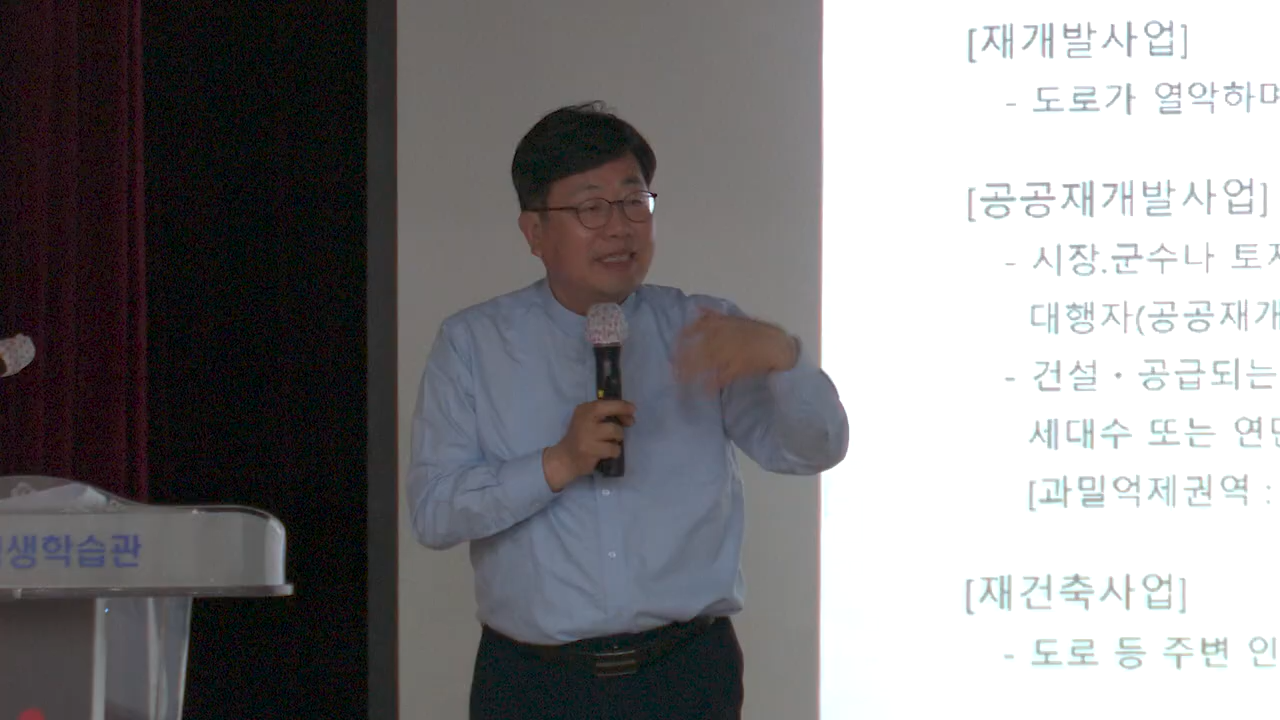 생학습관
[재개발사업]
- 도로가 열악하며
[공공재개발사업]
- 시장.군수나
대행자(공공재개
- 건설・공급되는
세대수 또는
[과밀억제권역 :
[재건축사업]
- 도로 등 주변 인